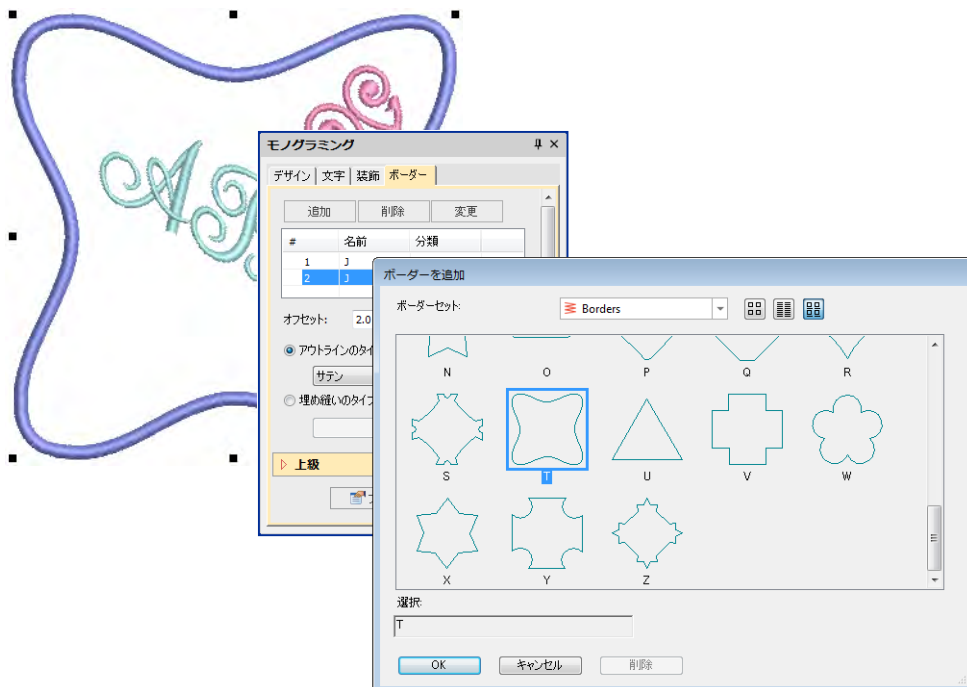 モノグラミング
デザイン 文字 装飾 ボーダー
追加 削除 変更
# 名前 分類
1 J
2 J
オフセット: 2.0
アウトラインのタイ
サテン
埋め縫いのタイプ
上級
ボーダーを追加
ボーダーセット: Borders
N O P Q R
S T U V W
X Y Z
選択:
T
OK キャンセル 削除